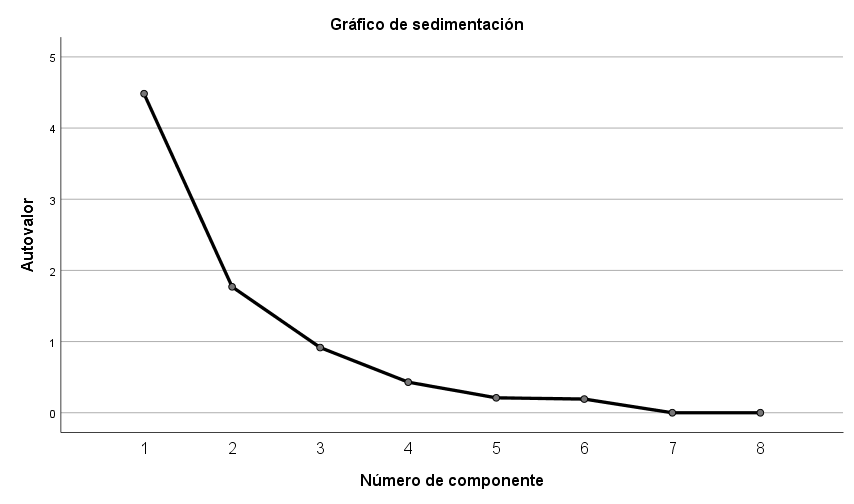 Gráfico de sedimentación
5
4
3
2
1
0
Autovalor
1 2 3 4 5 6 7 8
Número de componente